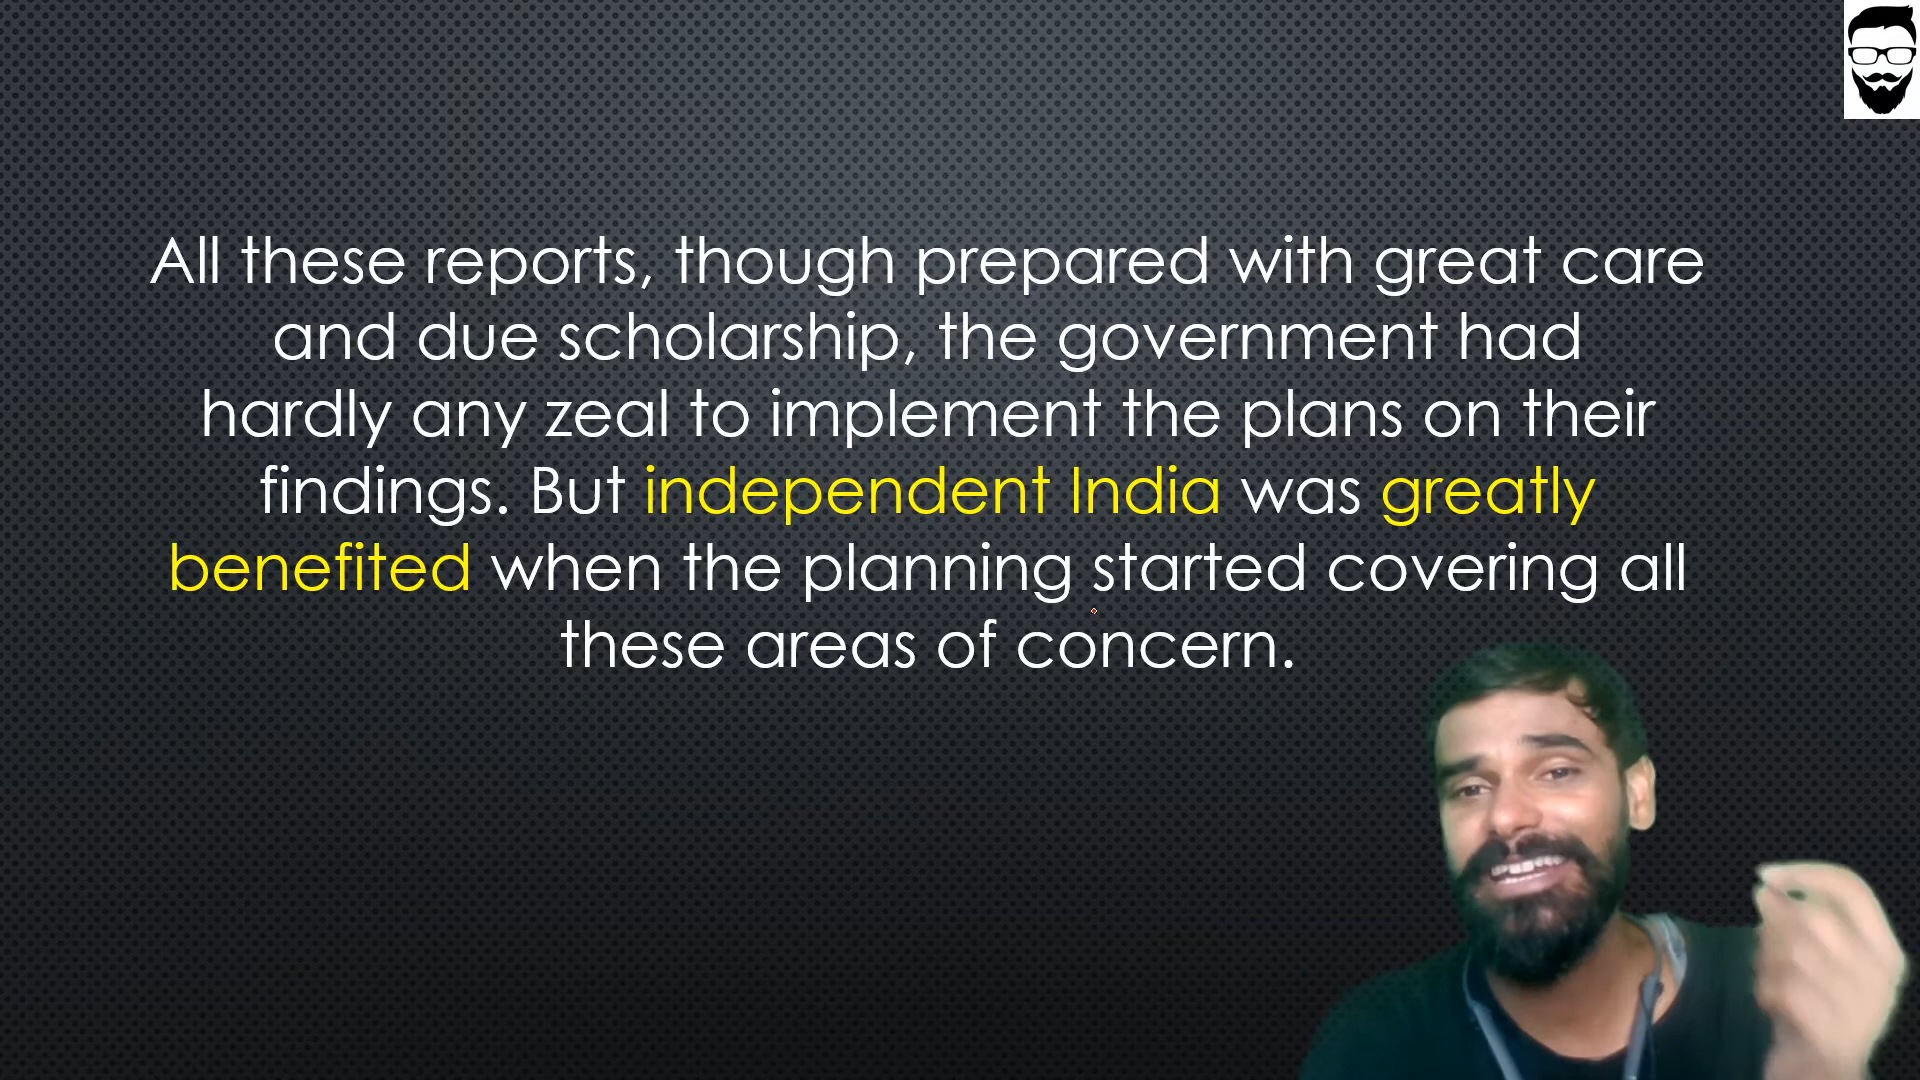 All these reports, though prepared with great care
and due scholarship, the government had
hardly any zeal to implement the plans on their
findings. But independent India was greatly
benefited when the planning started covering all
these areas of concern.